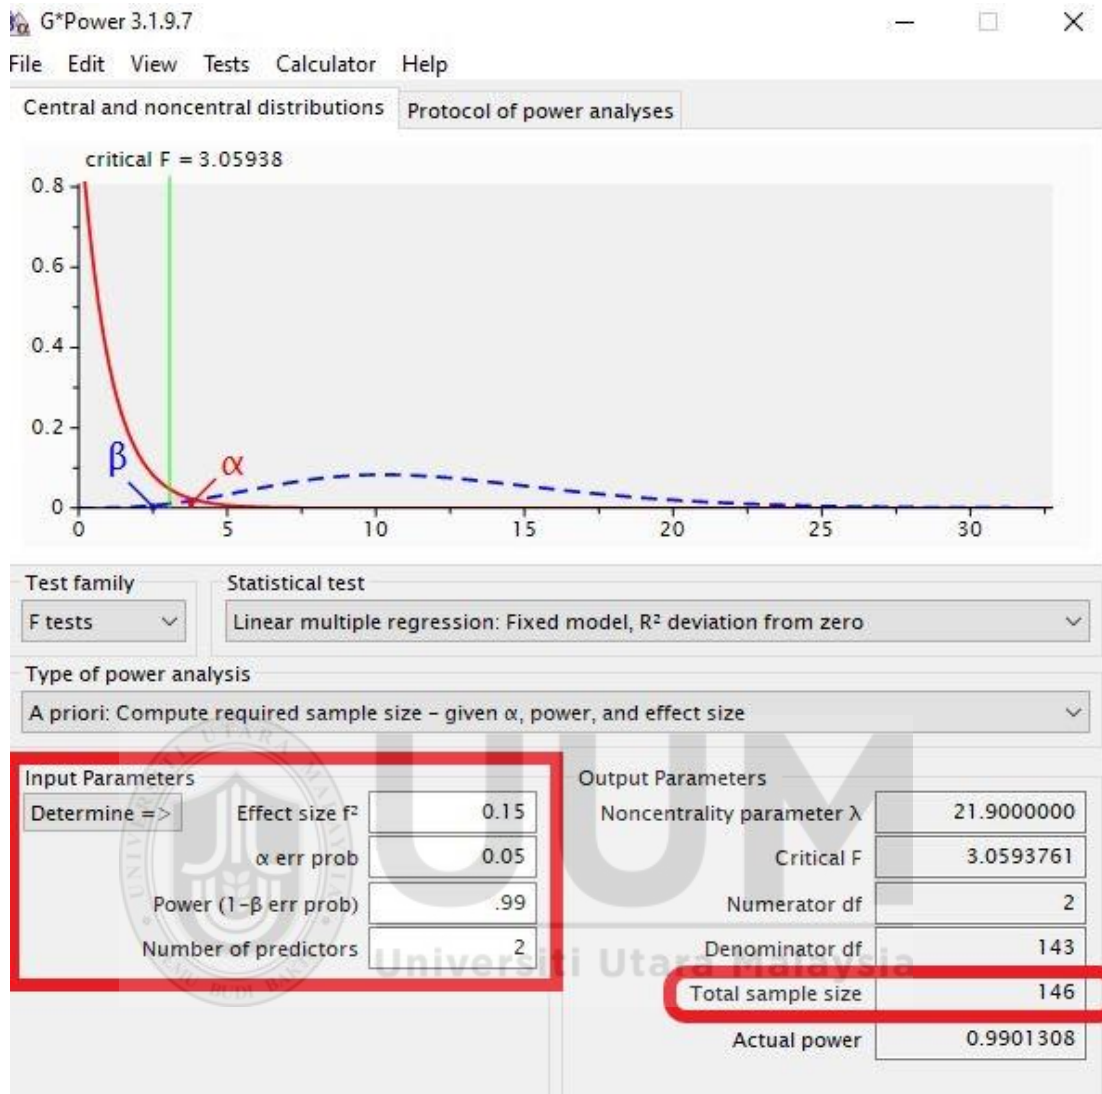 G*Power 3.1.9.7
File Edit View Tests Calculator Help
Central and noncentral distributions Protocol of power analyses
critical F = 3.05938
0.8
0.6
0.4
0.2
0
β
α
0 5 10 15 20 25 30
Test family Statistical test
F tests Linear multiple regression: Fixed model, R² deviation from zero
Type of power analysis
A priori: Compute required sample size – given α, power, and effect size
Input Parameters Output Parameters
Determine => Effect size f² 0.15 Noncentrality parameter λ 21.9000000
α err prob 0.05 Critical F 3.0593761
Power (1-β err prob) .99 Numerator df 2
Number of predictors 2 Denominator df 143
Total sample size 146
Actual power 0.9901308
UUM
Universiti Utara Malaysia
UNIVERSITI UTARA MALAYSIA